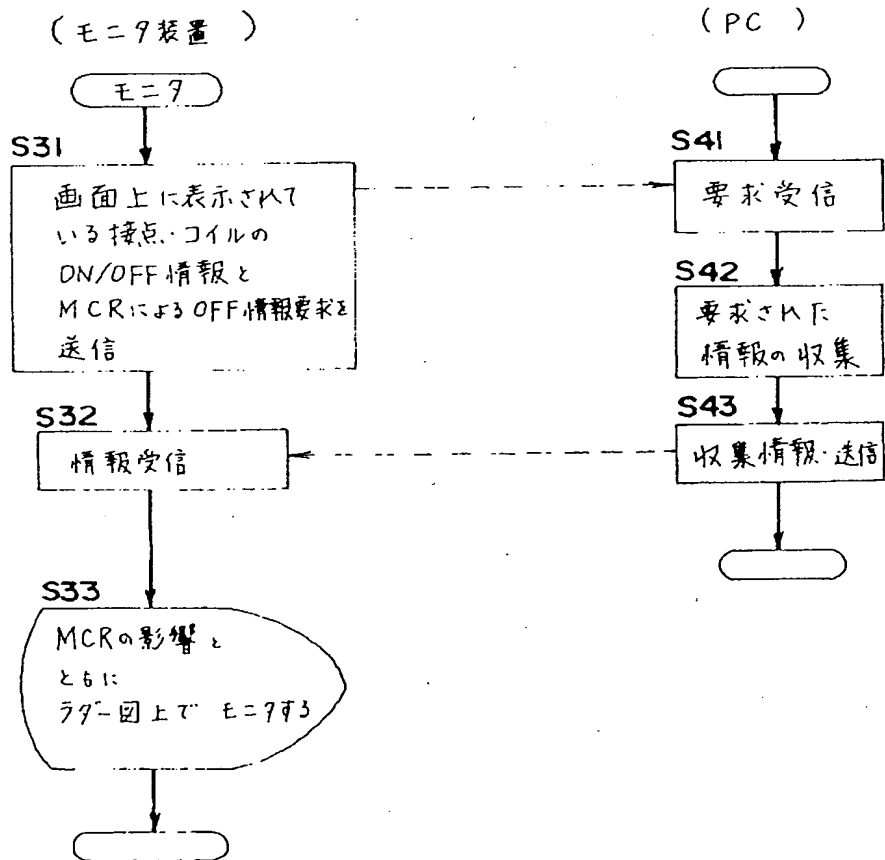 (モニタ装置)
モニタ
S31
画面上に表示されて
いる接点・コイルの
ON/OFF情報と
MCRによるOFF情報要求を
送信
S32
情報受信
S33
MCRの影響と
ともに
ラダー図上でモニタする
(PC)
S41
要求受信
S42
要求された
情報の収集
S43
収集情報・送信